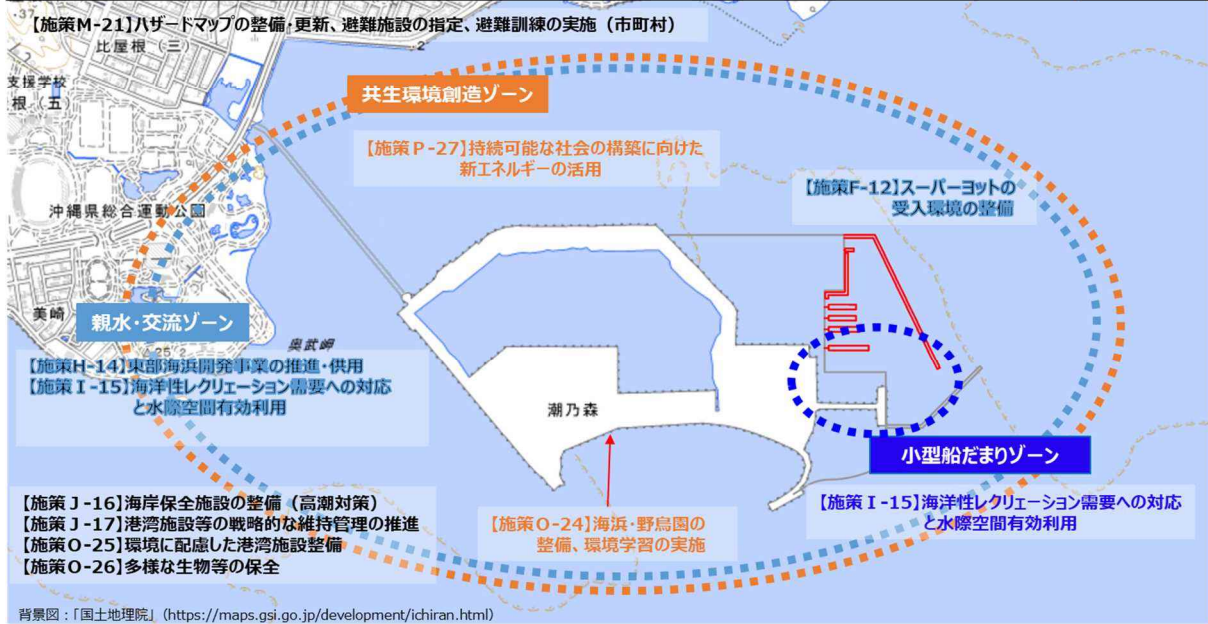 -37
【施策M-21】ハザードマップの整備・更新、避難施設の指定、避難訓練の実施（市町村）
比屋根（三）
2
支援学校
根（五）
共生環境創造ゾーン
【施策P-27】持続可能な社会の構築に向けた
新エネルギーの活用
【施策F-12】スーパーヨットの
受入環境の整備
沖縄県総合運動公園
美崎
親水・交流ゾーン
奥武岬
25
2
【施策H-14】東部海浜開発事業の推進・供用
【施策I-15】海洋性レクリエーション需要への対応
と水際空間有効利用
潮乃森
小型船だまりゾーン
【施策I-15】海洋性レクリエーション需要への対応
と水際空間有効利用
【施策J-16】海岸保全施設の整備（高潮対策）
【施策J-17】港湾施設等の戦略的な維持管理の推進
【施策O-25】環境に配慮した港湾施設整備
【施策O-26】多様な生物等の保全
【施策O-24】海浜・野鳥園の
整備、環境学習の実施
背景図：「国土地理院」（https://maps.gsi.go.jp/development/ichiran.html）